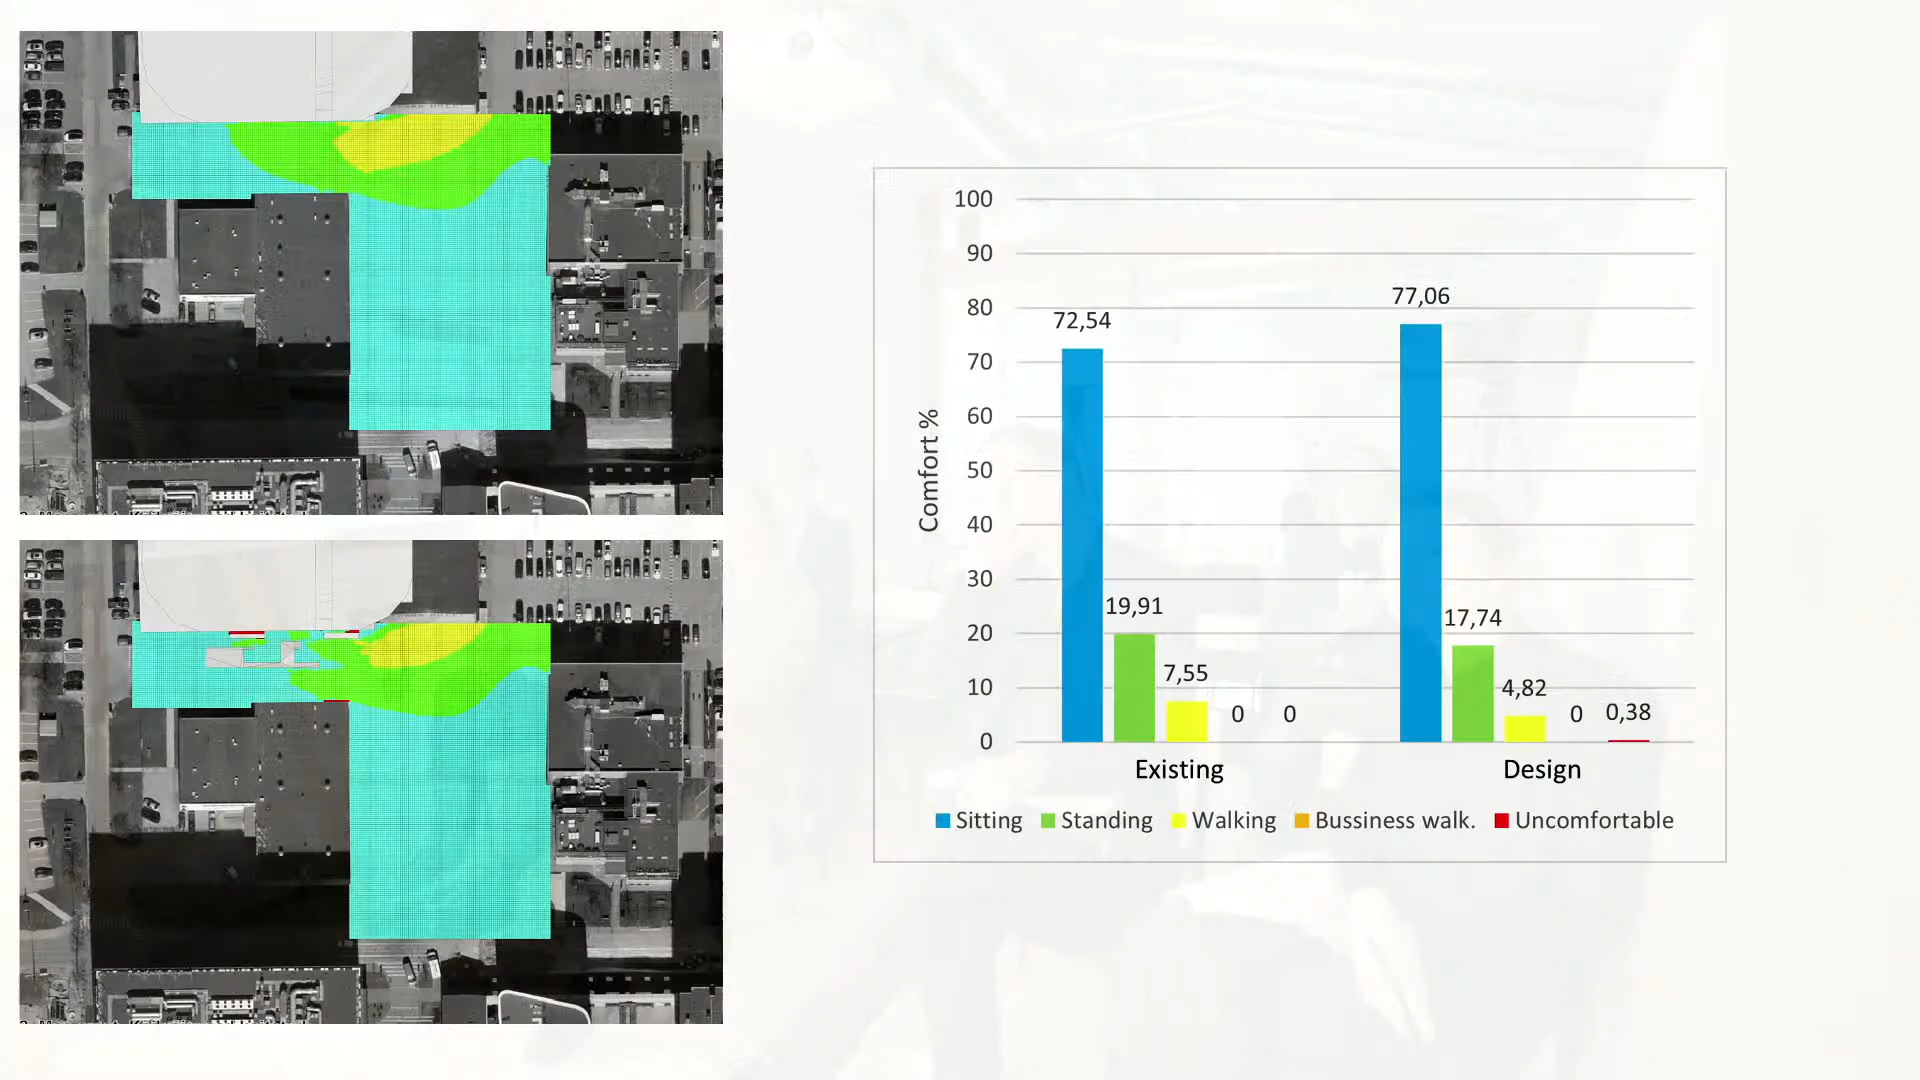 100
90
80
70
60
50
40
30
20
10
0
Comfort %
72,54
19,91
7,55
0
0
77,06
17,74
4,82
0
0,38
Existing
Design
Sitting
Standing
Walking
Bussiness walk.
Uncomfortable